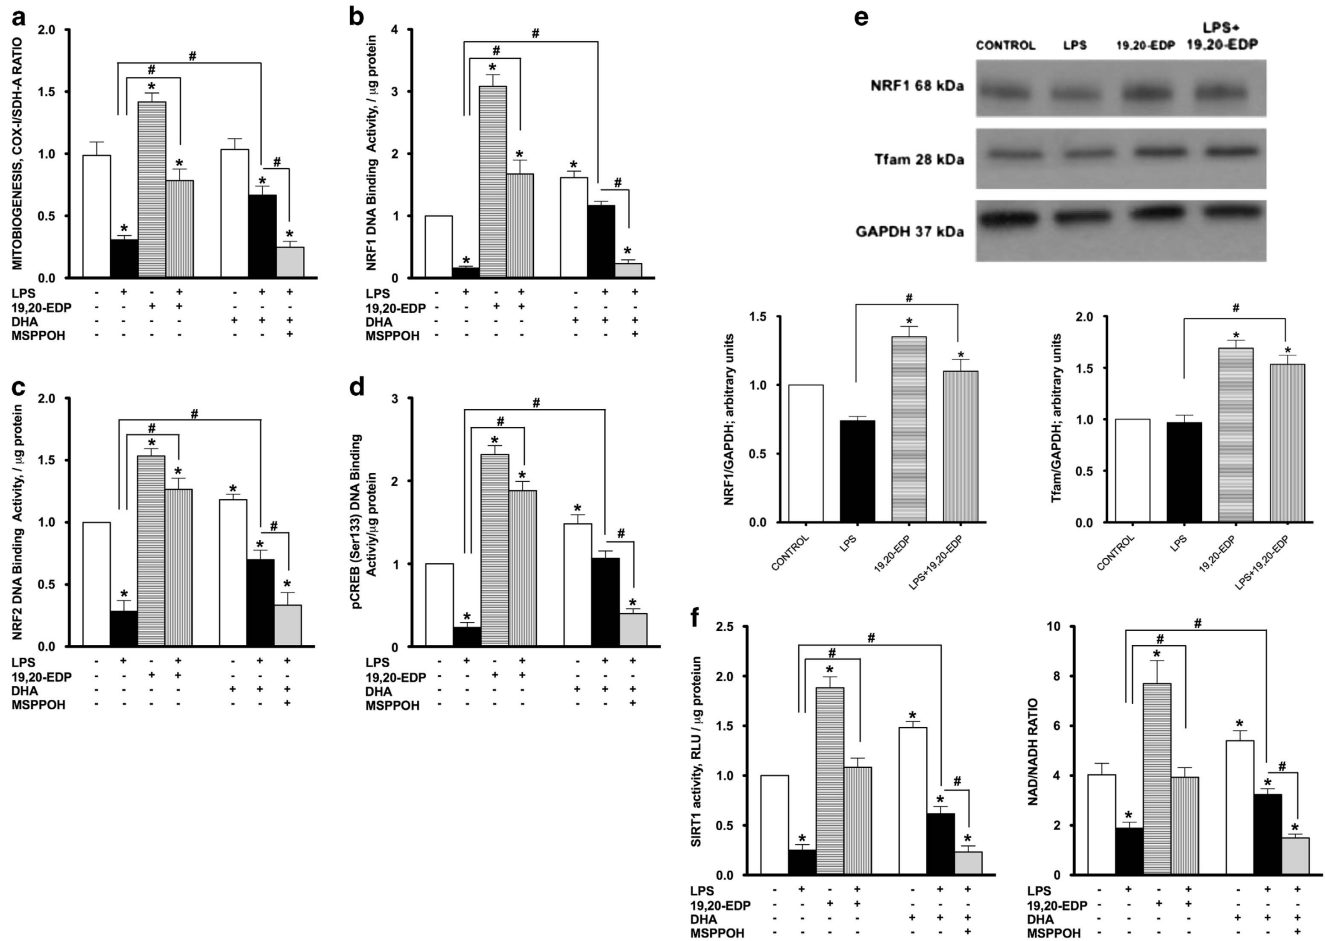 a
MITOBIOGENESIS, COX-I/SDH-A RATIO
2.0
1.5
1.0
0.5
0.0
#
#
* * * * * #
LPS - + - + - + +
19,20-EDP - - + + - - -
DHA - - - - + + +
MSPPOH - - - - - - +
b
NRF1 DNA Binding Activity, / µg protein
4
3
2
1
0
#
#
* * * * #
*
LPS - + - + - + +
19,20-EDP - - + + - - -
DHA - - - - + + +
MSPPOH - - - - - - +
c
NRF2 DNA Binding Activity, / µg protein
2.0
1.5
1.0
0.5
0.0
#
#
* * * * * #
*
LPS - + - + - + +
19,20-EDP - - + + - - -
DHA - - - - + + +
MSPPOH - - - - - - +
d
pCREB (Ser133) DNA Binding
Activiy/µg protein
3
2
1
0
#
#
* * * * #
*
LPS - + - + - + +
19,20-EDP - - + + - - -
DHA - - - - + + +
MSPPOH - - - - - - +
e
CONTROL LPS 19,20-EDP LPS+
19,20-EDP
NRF1 68 kDa
Tfam 28 kDa
GAPDH 37 kDa
NRF1/GAPDH; arbitrary units
1.5
1.0
0.5
0.0
#
* *
CONTROL LPS 19,20-EDP LPS+19,20-EDP
Tfam/GAPDH; arbitrary units
2.0
1.5
1.0
0.5
0.0
#
* *
CONTROL LPS 19,20-EDP LPS+19,20-EDP
f
SIRT1 activity, RLU / µg proteiun
2.5
2.0
1.5
1.0
0.5
0.0
#
#
* * * * #
*
LPS - + - + - + +
19,20-EDP - - + + - - -
DHA - - - - + + +
MSPPOH - - - - - - +
NAD/NADH RATIO
10
8
6
4
2
0
#
#
* * * * #
*
LPS - + - + - + +
19,20-EDP - - + + - - -
DHA - - - - + + +
MSPPOH - - - - - - +